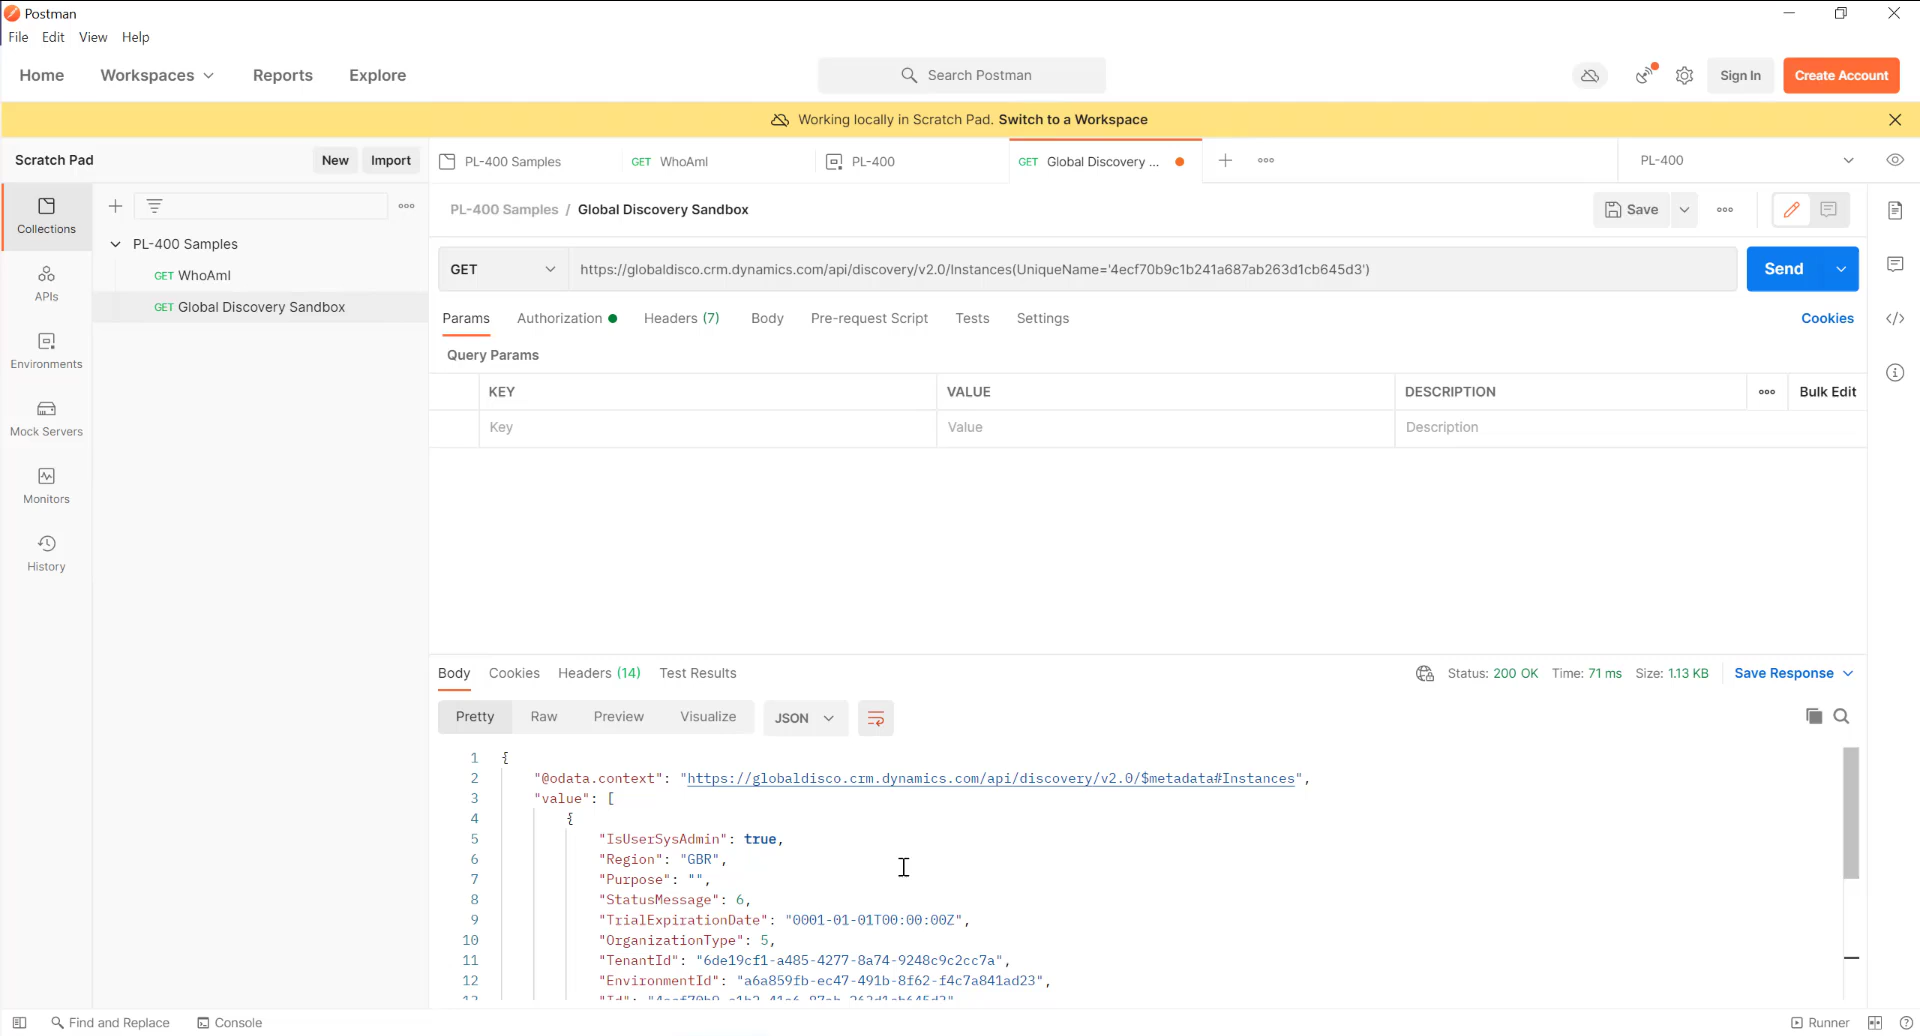 Postman
File Edit View Help
Home Workspaces Reports Explore Search Postman Sign In Create Account
Working locally in Scratch Pad. Switch to a Workspace
Scratch Pad New Import PL-400 Samples GET WhoAmI PL-400 GET Global Discovery ... PL-400
Collections
PL-400 Samples
GET WhoAmI
GET Global Discovery Sandbox
APIs
Environments
Mock Servers
Monitors
History
PL-400 Samples / Global Discovery Sandbox Save
GET https://globaldisco.crm.dynamics.com/api/discovery/v2.0/Instances(UniqueName='4ecf70b9c1b241a687ab263d1cb645d3') Send
Params Authorization Headers (7) Body Pre-request Script Tests Settings Cookies
Query Params
KEY VALUE DESCRIPTION Bulk Edit
Key Value Description
Body Cookies Headers (14) Test Results Status: 200 OK Time: 71 ms Size: 1.13 KB Save Response
Pretty Raw Preview Visualize JSON
1 {
2 "@odata.context": "https://globaldisco.crm.dynamics.com/api/discovery/v2.0/$metadata#Instances",
3 "value": [
4 {
5 "IsUserSysAdmin": true,
6 "Region": "GBR",
7 "Purpose": "",
8 "StatusMessage": 6,
9 "TrialExpirationDate": "0001-01-01T00:00:00Z",
10 "OrganizationType": 5,
11 "TenantId": "6de19cf1-a485-4277-8a74-9248c9c2cc7a",
12 "EnvironmentId": "a6a859fb-ec47-491b-8f62-f4c7a841ad23",
Find and Replace Console Runner